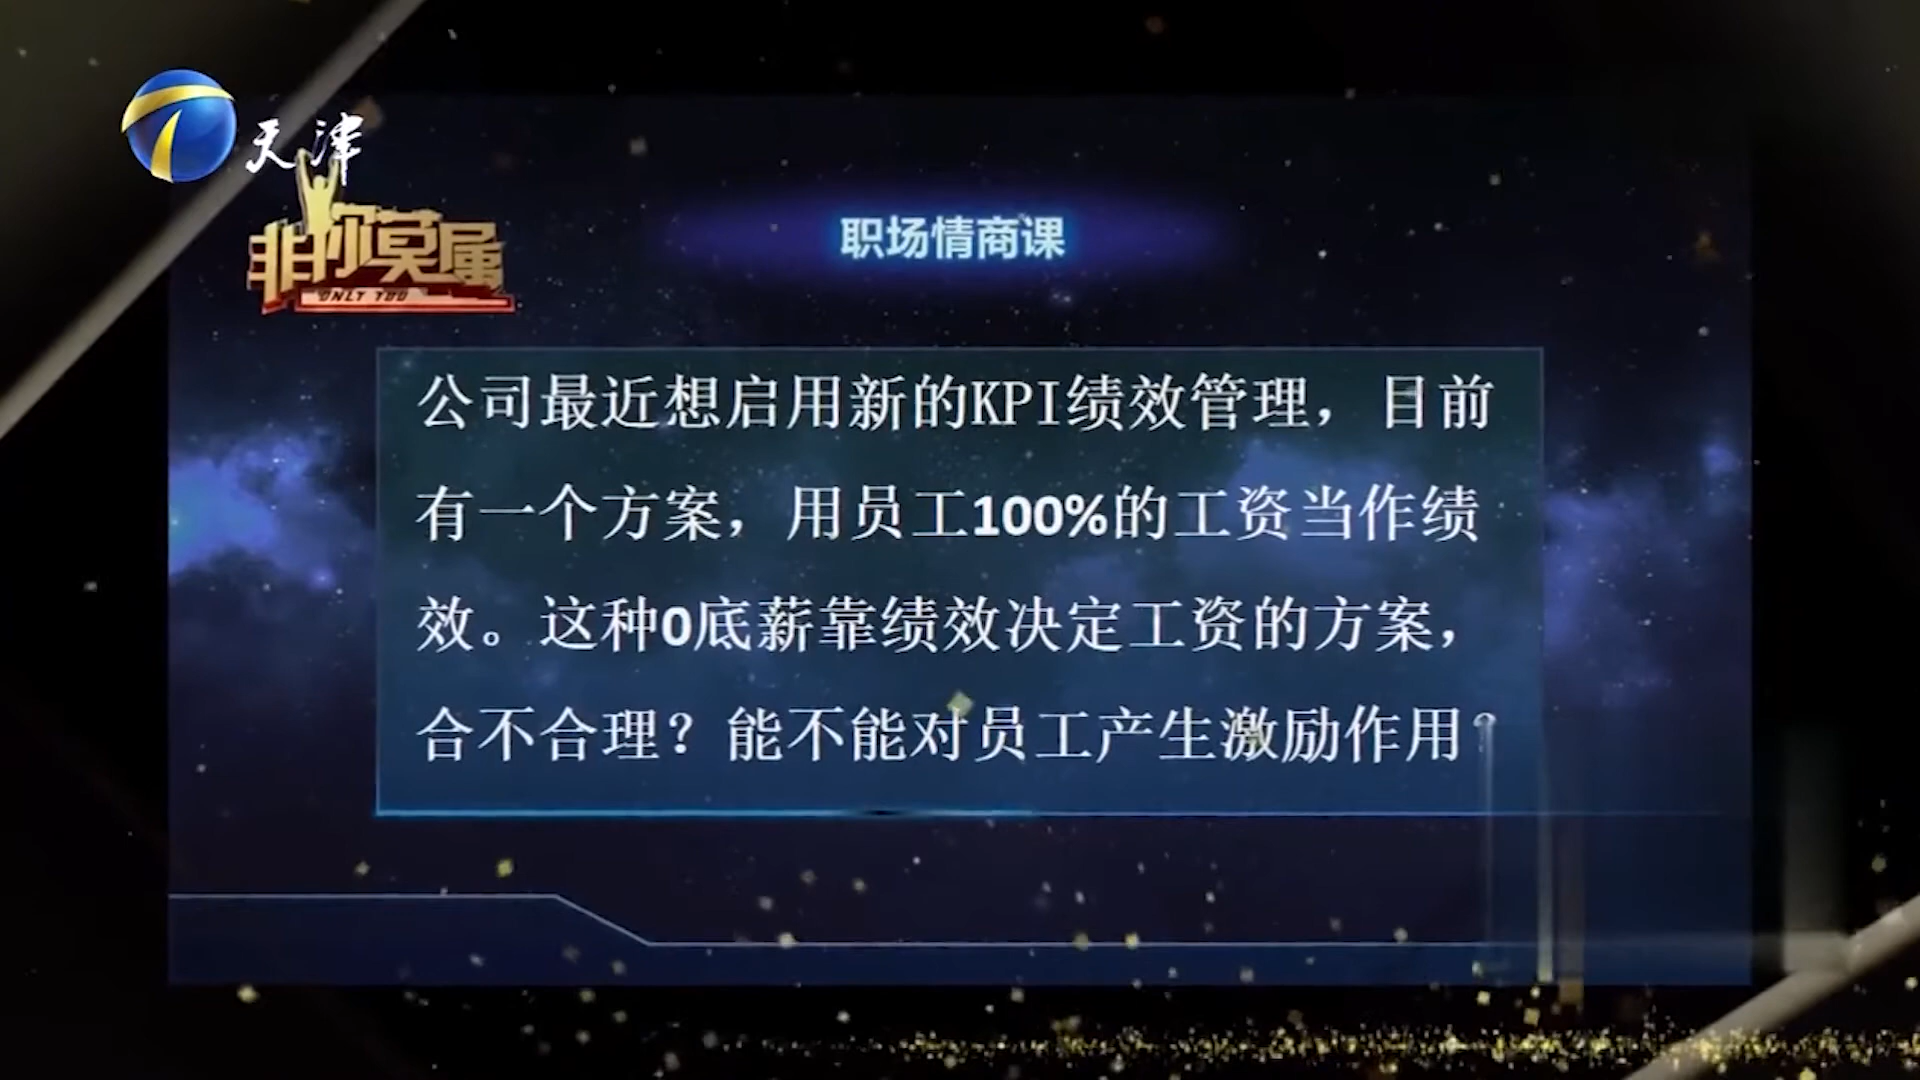 天津
非你莫属
ONLY YOU
职场情商课
公司最近想启用新的KPI绩效管理，目前
有一个方案，用员工100%的工资当作绩
效。这种0底薪靠绩效决定工资的方案，
合不合理？能不能对员工产生激励作用？